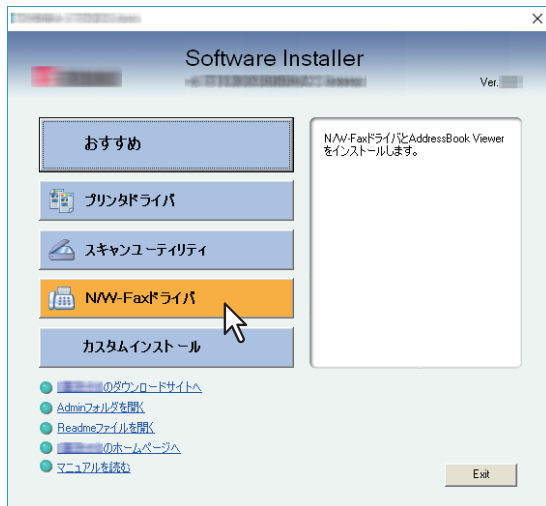 Software Installer
Ver.
おすすめ
N/W-FaxドライバとAddressBook Viewer
をインストールします。
プリンタドライバ
スキャンユーティリティ
N/W-Faxドライバ
カスタムインストール
のダウンロードサイトへ
Adminフォルダを開く
Readmeファイルを開く
のホームページへ
マニュアルを読む
Exit